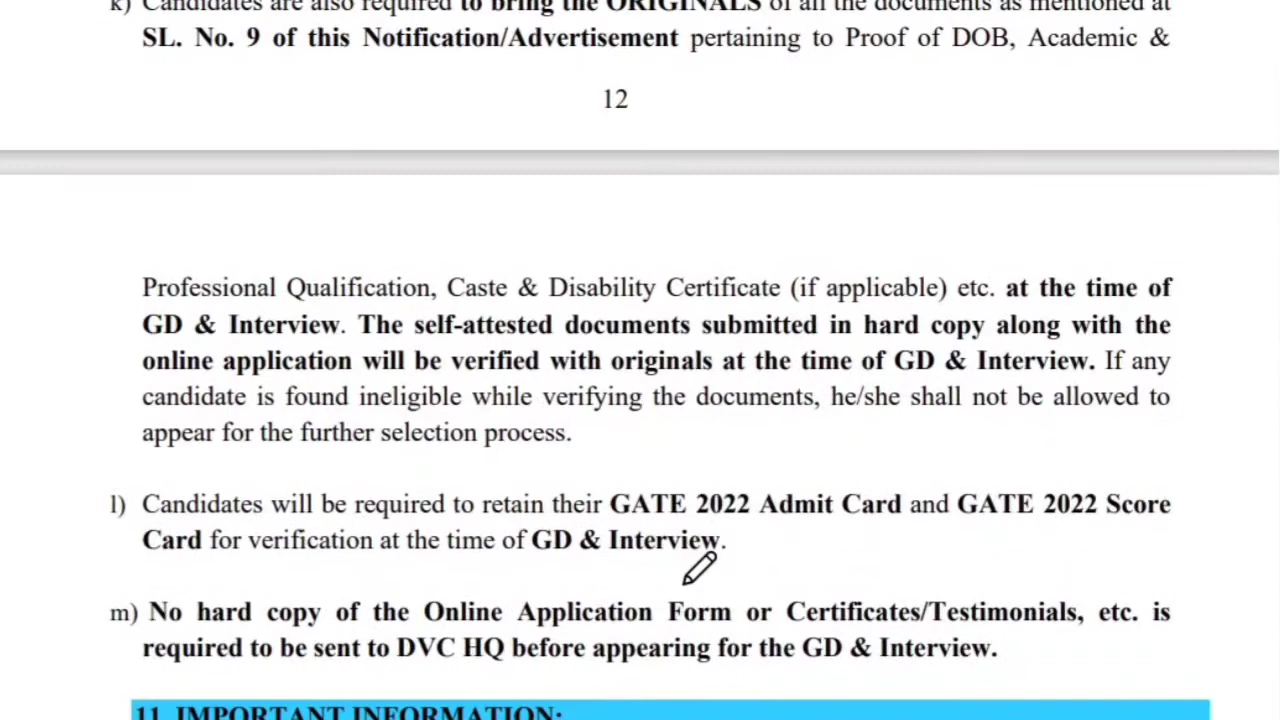 k) Candidates are also required to bring the ORIGINALS of all the documents as mentioned at
SL. No. 9 of this Notification/Advertisement pertaining to Proof of DOB, Academic &
12
Professional Qualification, Caste & Disability Certificate (if applicable) etc. at the time of
GD & Interview. The self-attested documents submitted in hard copy along with the
online application will be verified with originals at the time of GD & Interview. If any
candidate is found ineligible while verifying the documents, he/she shall not be allowed to
appear for the further selection process.
l) Candidates will be required to retain their GATE 2022 Admit Card and GATE 2022 Score
Card for verification at the time of GD & Interview.
m) No hard copy of the Online Application Form or Certificates/Testimonials, etc. is
required to be sent to DVC HQ before appearing for the GD & Interview.
11. IMPORTANT INFORMATION: